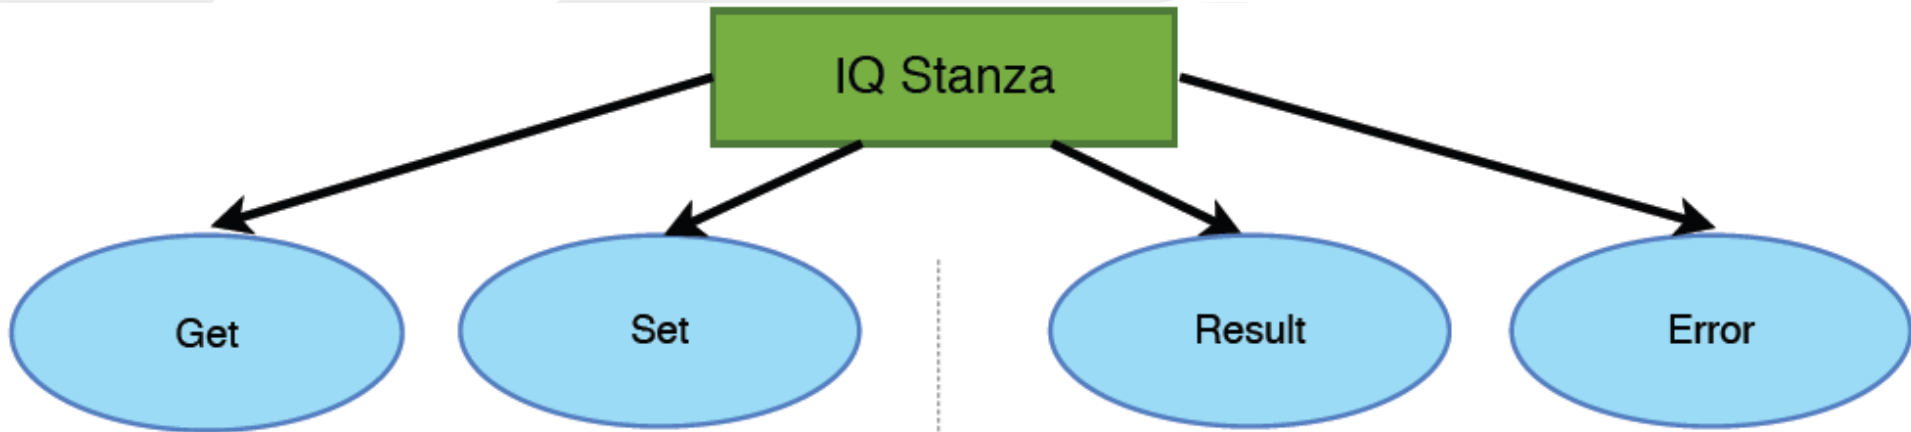 IQ Stanza
Get
Set
Result
Error